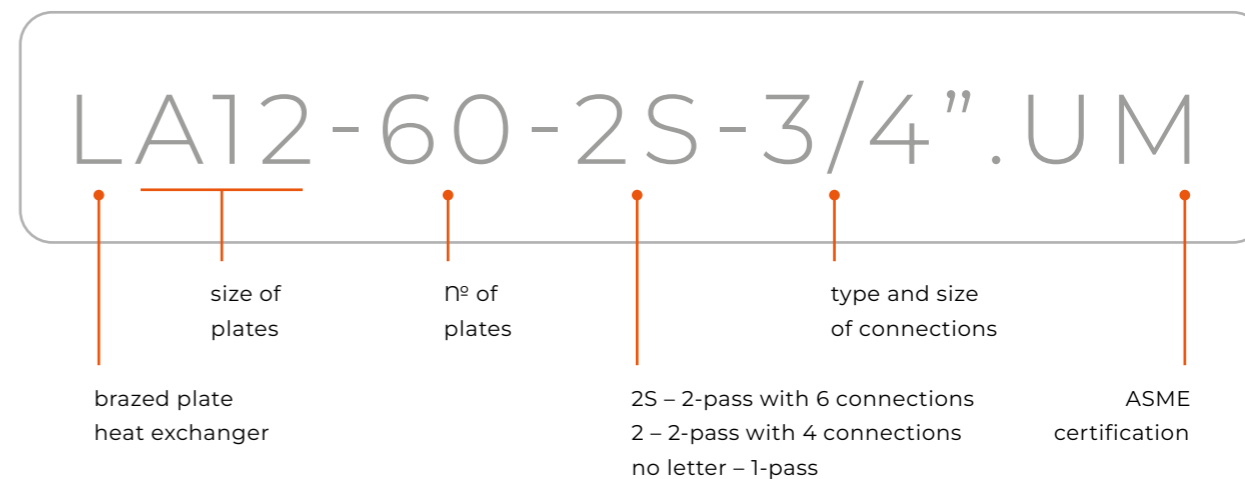 LA12-60-2S-3/4”.UM
size of
plates
nº of
plates
type and size
of connections
brazed plate
heat exchanger
2S – 2-pass with 6 connections
2 – 2-pass with 4 connections
no letter – 1-pass
ASME
certification